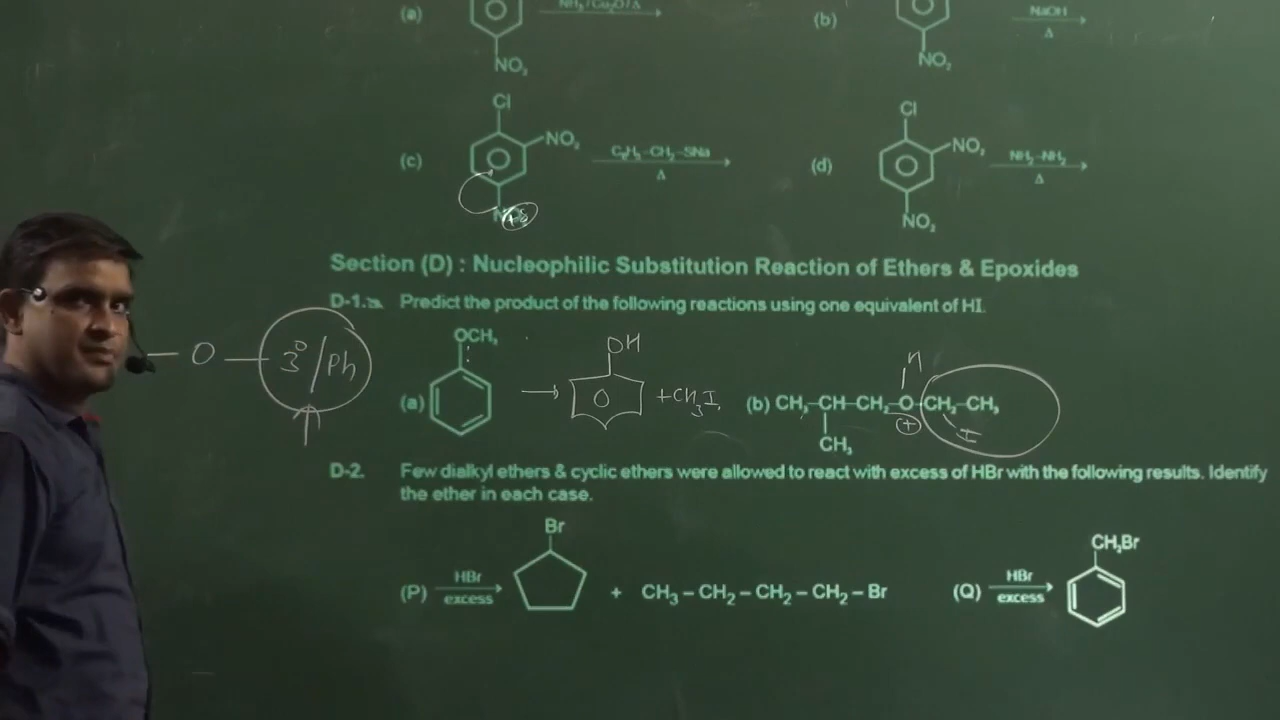 (a) NH₃/Cu₂O/Δ (b) NaOH
Δ
NO₂ NO₂
Cl Cl
(c) NO₂ C₆H₅–CH₂–SNa (d) NO₂ NH₂–NH₂
Δ Δ
NO₂
Section (D) : Nucleophilic Substitution Reaction of Ethers & Epoxides
D-1. Predict the product of the following reactions using one equivalent of HI.
OCH₃ OH H
— O — 3°/Ph
(a) → O + CH₃I. (b) CH₃–CH–CH₂–O–CH₂–CH₃
CH₃ (+) I
D-2. Few dialkyl ethers & cyclic ethers were allowed to react with excess of HBr with the following results. Identify
the ether in each case.
Br CH₂Br
(P) HBr + CH₃ – CH₂ – CH₂ – CH₂ – Br (Q) HBr
excess excess